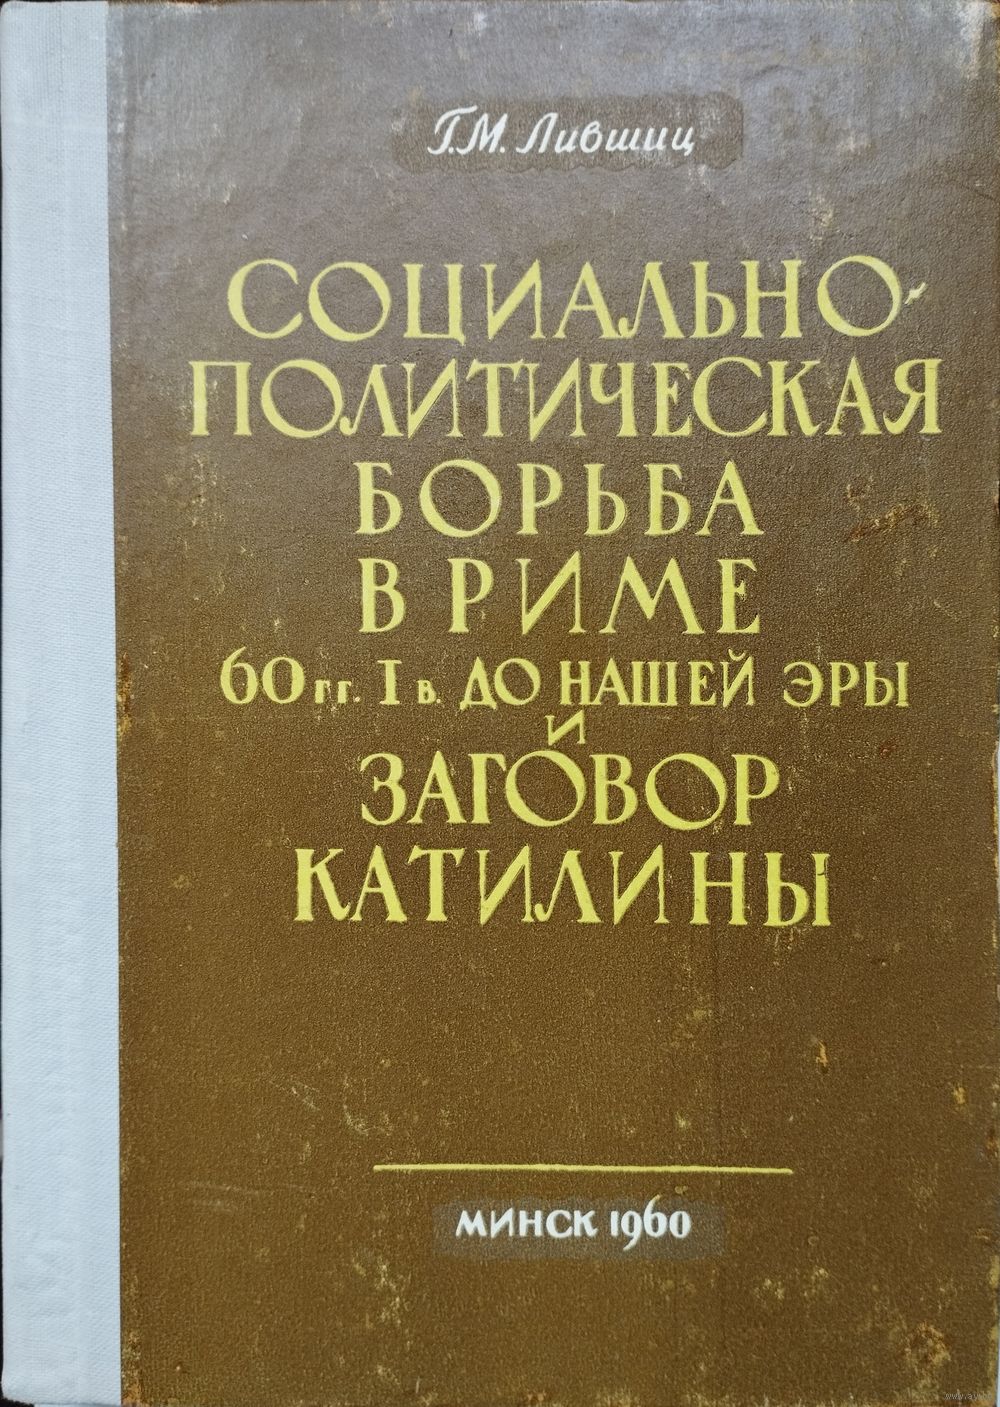 Г.М. Лившиц
СОЦИАЛЬНО-
ПОЛИТИЧЕСКАЯ
БОРЬБА
В РИМЕ
60 гг. I в. ДО НАШЕЙ ЭРЫ
И
ЗАГОВОР
КАТИЛИНЫ
МИНСК 1960